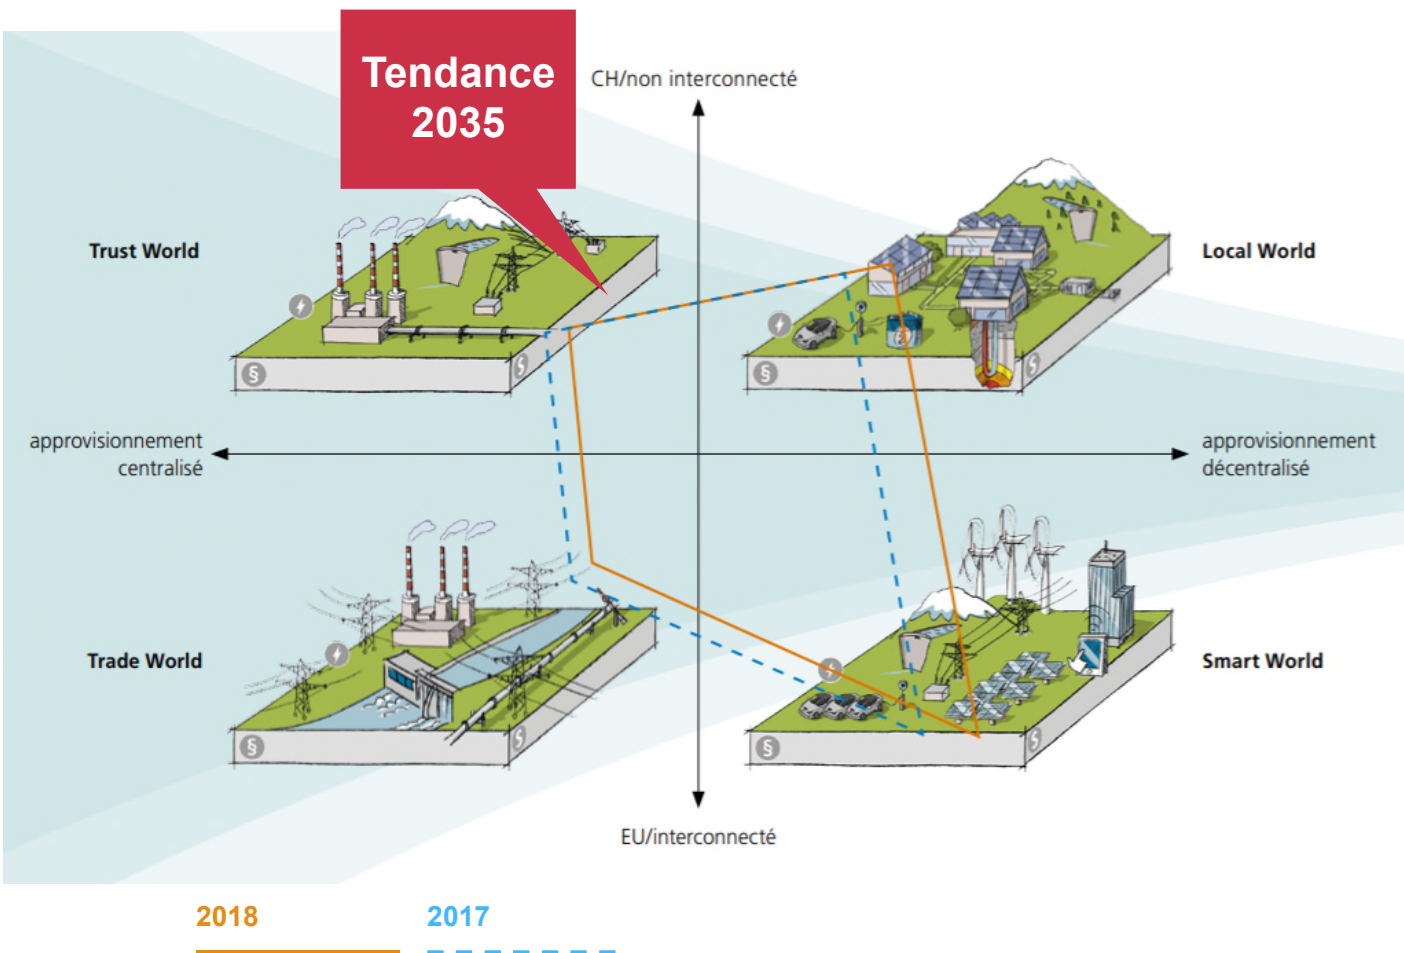 Tendance
2035
CH/non interconnecté
Trust World
Local World
§
§
approvisionnement
centralisé
approvisionnement
décentralisé
Trade World
Smart World
§
§
EU/interconnecté
2018
2017